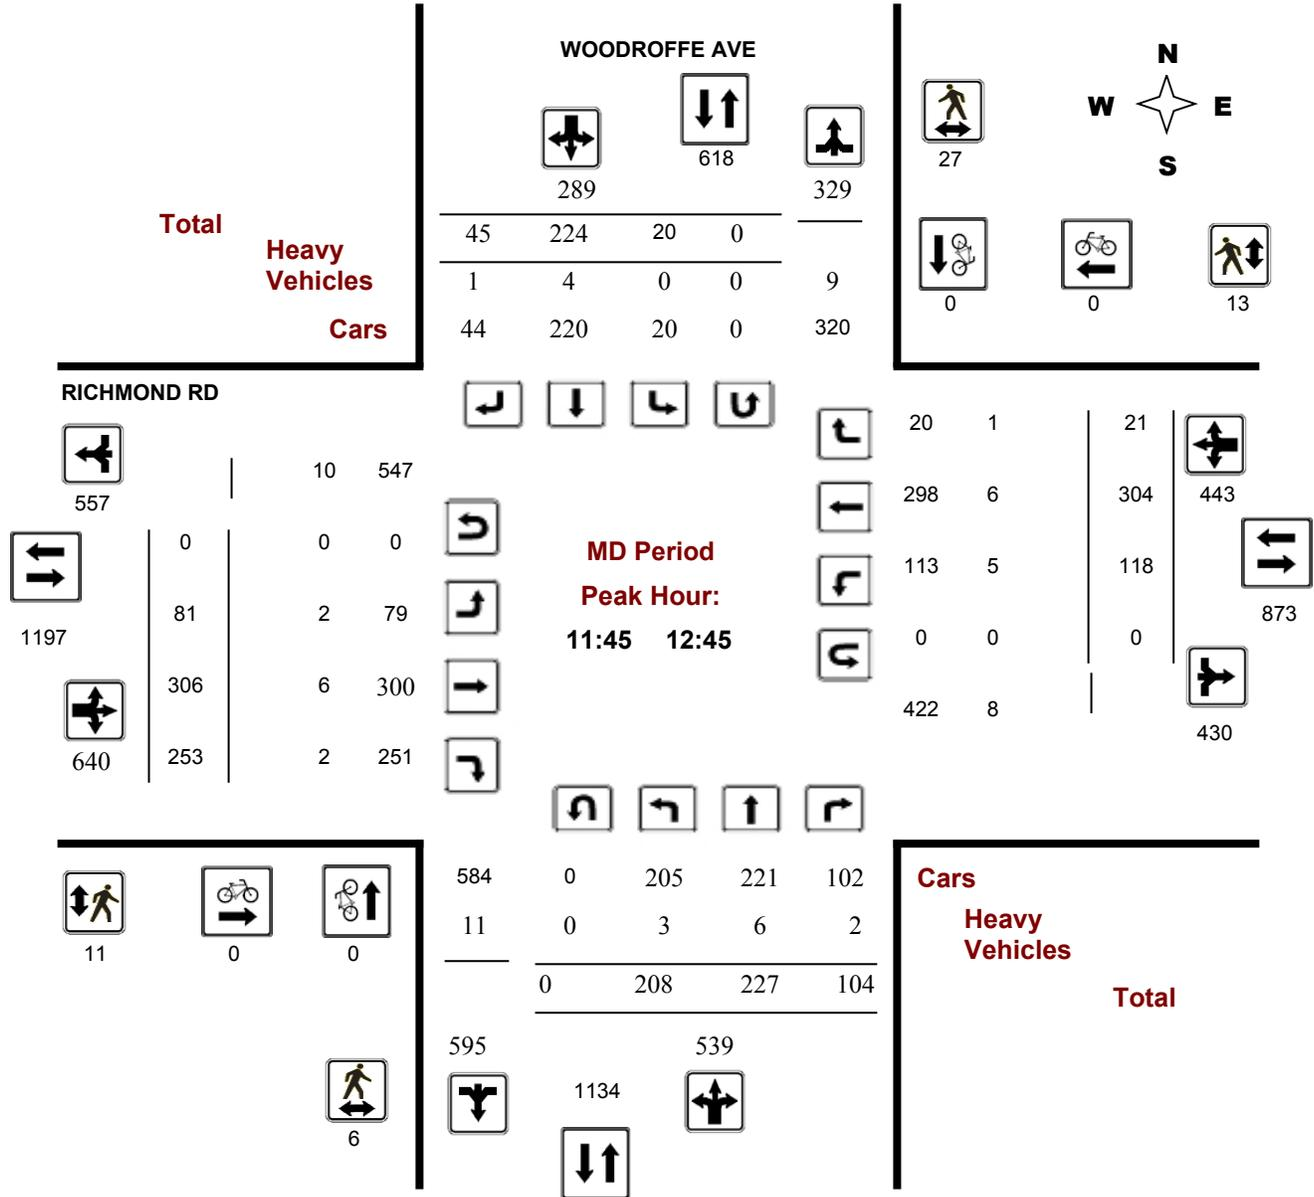 WOODROFFE AVE
N
W E
S
618
27
289
329
Total
45 224 20 0
Heavy
Vehicles
1 4 0 0 9
0 0 13
Cars
44 220 20 0 320
RICHMOND RD
20 1 21
10 547
557
298 6 304 443
0 0 0
MD Period
113 5 118
Peak Hour:
81 2 79
873
1197
11:45 12:45
0 0 0
306 6 300
422 8
430
640
253 2 251
584 0 205 221 102
Cars
11 0 3 6 2
Heavy
Vehicles
11 0 0
0 208 227 104
Total
595 539
1134
6